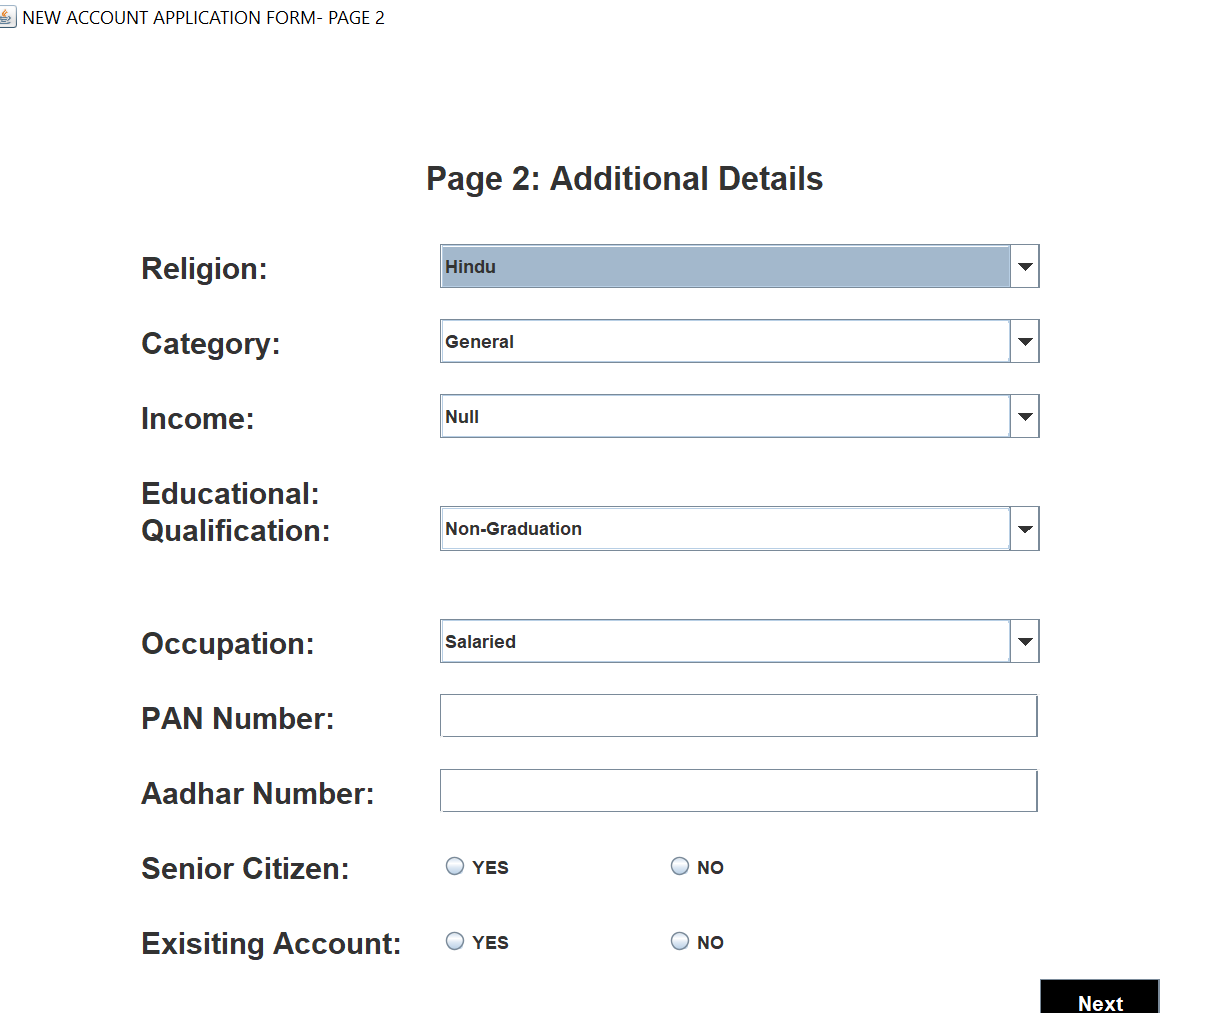 NEW ACCOUNT APPLICATION FORM- PAGE 2
Page 2: Additional Details
Religion: Hindu
Category: General
Income: Null
Educational:
Qualification: Non-Graduation
Occupation: Salaried
PAN Number:
Aadhar Number:
Senior Citizen: YES NO
Exisiting Account: YES NO
Next